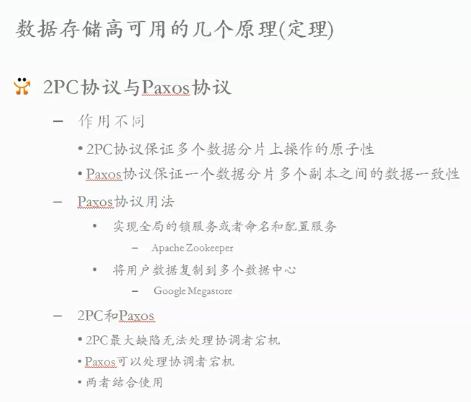 数据存储高可用的几个原理(定理)
2PC协议与Paxos协议
– 作用不同
• 2PC协议保证多个数据分片上操作的原子性
• Paxos协议保证一个数据分片多个副本之间的数据一致性
– Paxos协议用法
• 实现全局的锁服务或者命名和配置服务
– Apache Zookeeper
• 将用户数据复制到多个数据中心
– Google Megastore
– 2PC和Paxos
• 2PC最大缺陷无法处理协调者宕机
• Paxos可以处理协调者宕机
• 两者结合使用